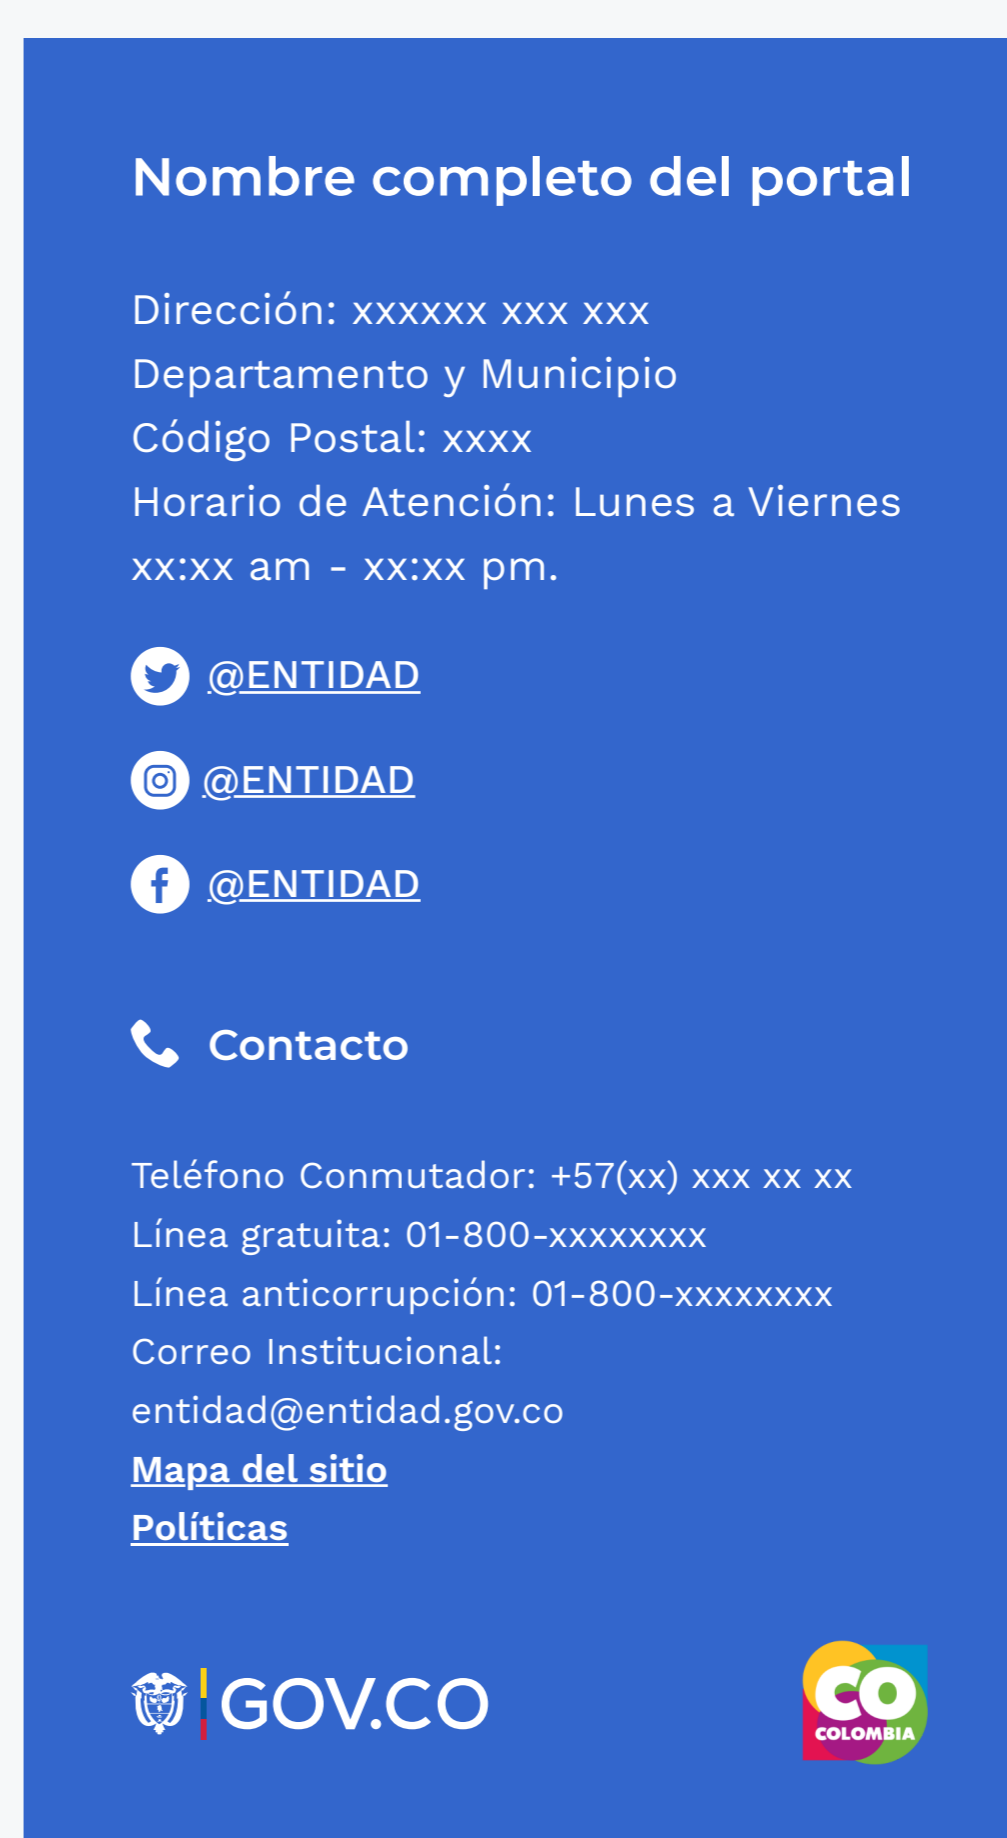 Nombre completo del portal
Dirección: xxxxxx xxx xxx
Departamento y Municipio
Código Postal: xxxx
Horario de Atención: Lunes a Viernes
xx:xx am - xx:xx pm.
@ENTIDAD
@ENTIDAD
@ENTIDAD
Contacto
Teléfono Conmutador: +57(xx) xxx xx xx
Línea gratuita: 01-800-xxxxxxxx
Línea anticorrupción: 01-800-xxxxxxxx
Correo Institucional:
entidad@entidad.gov.co
Mapa del sitio
Políticas
GOV.CO
CO
COLOMBIA